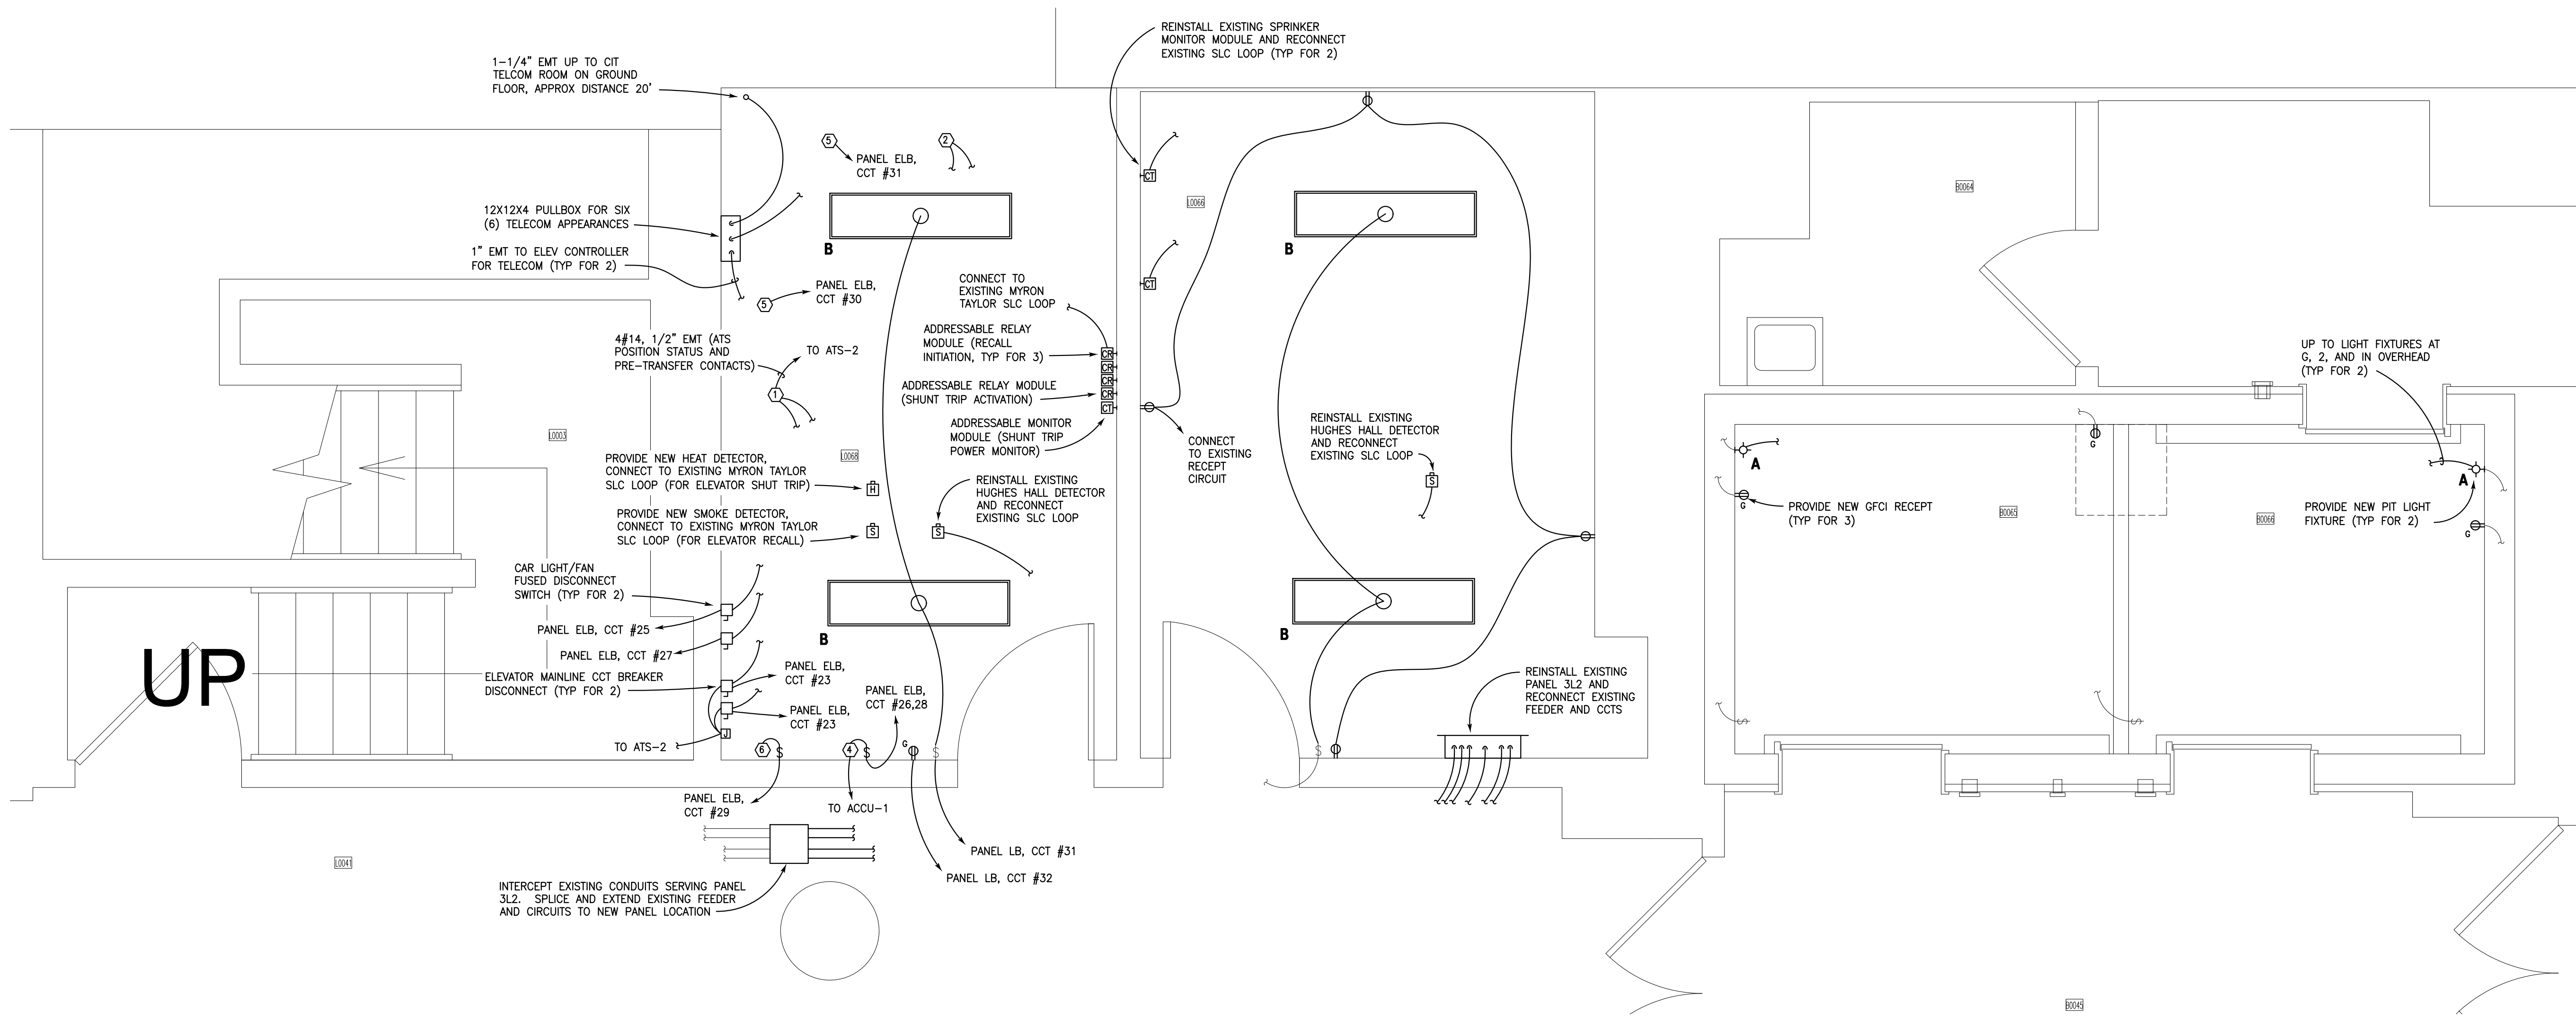 REINSTALL EXISTING SPRINKER
MONITOR MODULE AND RECONNECT
EXISTING SLC LOOP (TYP FOR 2)
1-1/4" EMT UP TO CIT
TELCOM ROOM ON GROUND
FLOOR, APPROX DISTANCE 20'
5
PANEL ELB,
CCT #31
2
CT
L0066
B0064
12X12X4 PULLBOX FOR SIX
(6) TELECOM APPEARANCES
B
B
1" EMT TO ELEV CONTROLLER
FOR TELECOM (TYP FOR 2)
CT
5
PANEL ELB,
CCT #30
CONNECT TO
EXISTING MYRON
TAYLOR SLC LOOP
ADDRESSABLE RELAY
MODULE (RECALL
INITIATION, TYP FOR 3)
CR
CR
CR
CR
CT
4#14, 1/2" EMT (ATS
POSITION STATUS AND
PRE-TRANSFER CONTACTS)
TO ATS-2
1
ADDRESSABLE RELAY MODULE
(SHUNT TRIP ACTIVATION)
ADDRESSABLE MONITOR
MODULE (SHUNT TRIP
POWER MONITOR)
UP TO LIGHT FIXTURES AT
G, 2, AND IN OVERHEAD
(TYP FOR 2)
L0003
L0068
CONNECT
TO EXISTING
RECEPT
CIRCUIT
REINSTALL EXISTING
HUGHES HALL DETECTOR
AND RECONNECT
EXISTING SLC LOOP
S
G
A
A
PROVIDE NEW HEAT DETECTOR,
CONNECT TO EXISTING MYRON TAYLOR
SLC LOOP (FOR ELEVATOR SHUT TRIP)
H
REINSTALL EXISTING
HUGHES HALL DETECTOR
AND RECONNECT
EXISTING SLC LOOP
G
PROVIDE NEW GFCI RECEPT
(TYP FOR 3)
B0065
B0066
PROVIDE NEW PIT LIGHT
FIXTURE (TYP FOR 2)
G
PROVIDE NEW SMOKE DETECTOR,
CONNECT TO EXISTING MYRON TAYLOR
SLC LOOP (FOR ELEVATOR RECALL)
S
S
CAR LIGHT/FAN
FUSED DISCONNECT
SWITCH (TYP FOR 2)
PANEL ELB, CCT #25
B
B
PANEL ELB, CCT #27
UP
ELEVATOR MAINLINE CCT BREAKER
DISCONNECT (TYP FOR 2)
PANEL ELB,
CCT #23
PANEL ELB,
CCT #26,28
PANEL ELB,
CCT #23
REINSTALL EXISTING
PANEL 3L2 AND
RECONNECT EXISTING
FEEDER AND CCTS
S
S
TO ATS-2
J
6
S
4
S
G
S
S
PANEL ELB,
CCT #29
TO ACCU-1
PANEL LB, CCT #31
L0041
PANEL LB, CCT #32
INTERCEPT EXISTING CONDUITS SERVING PANEL
3L2. SPLICE AND EXTEND EXISTING FEEDER
AND CIRCUITS TO NEW PANEL LOCATION
B0045